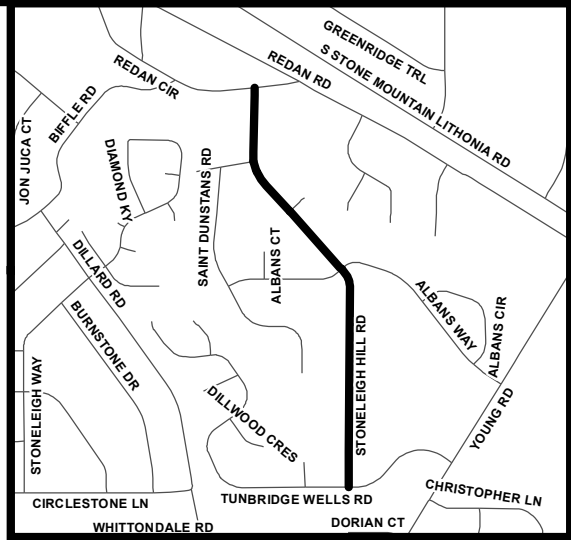 GREENRIDGE TRL
S STONE MOUNTAIN LITHONIA RD
REDAN RD
REDAN CIR
BIFFLE RD
JON JUCA CT
DIAMOND KY
SAINT DUNSTANS RD
ALBANS CT
DILLARD RD
ALBANS WAY
ALBANS CIR
BURNSTONE DR
STONELEIGH HILL RD
STONELEIGH WAY
DILLWOOD CRES
YOUNG RD
CIRCLESTONE LN
TUNBRIDGE WELLS RD
CHRISTOPHER LN
WHITTONDALE RD
DORIAN CT